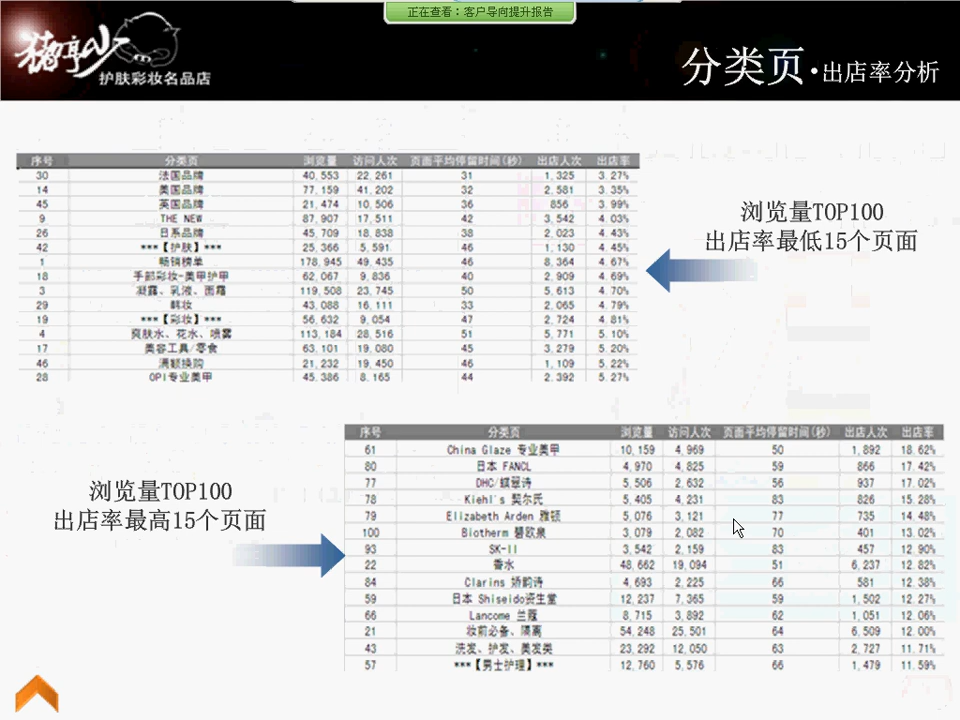 正在查看：客户导向提升报告
护肤彩妆名品店
分类页·出店率分析
序号 分类页 浏览量 访问人次 页面平均停留时间(秒) 出店人次 出店率
30 法国品牌 40,553 22,261 31 1,325 3.27%
14 美国品牌 77,159 41,202 32 2,581 3.35%
45 英国品牌 21,474 10,506 36 856 3.99%
9 THE NEW 87,907 17,511 42 3,542 4.03%
26 日系品牌 45,709 18,838 38 2,023 4.43%
42 ***【护肤】*** 25,366 5,591 46 1,130 4.45%
1 畅销榜单 178,945 49,435 46 8,364 4.67%
18 手部彩妆-美甲护甲 62,067 9,836 40 2,909 4.69%
3 凝露、乳液、面霜 119,508 23,745 50 5,613 4.70%
29 韩妆 43,088 16,111 33 2,065 4.79%
19 ***【彩妆】*** 56,632 9,054 47 2,724 4.81%
4 爽肤水、花水、喷雾 113,184 28,516 51 5,771 5.10%
17 美容工具/零食 63,101 19,080 45 3,279 5.20%
46 满额换购 21,232 19,450 46 1,109 5.22%
28 OPI专业美甲 45,386 8,165 44 2,392 5.27%
浏览量TOP100
出店率最低15个页面
浏览量TOP100
出店率最高15个页面
序号 分类页 浏览量 访问人次 页面平均停留时间(秒) 出店人次 出店率
61 China Glaze 专业美甲 10,159 4,969 50 1,892 18.62%
80 日本 FANCL 4,970 4,825 59 866 17.42%
77 DHC/蝶翠诗 5,506 2,632 56 937 17.02%
78 Kiehl's 契尔氏 5,405 4,231 83 826 15.28%
79 Elizabeth Arden 雅顿 5,076 3,121 77 735 14.48%
100 Biotherm 碧欧泉 3,079 2,082 70 401 13.02%
93 SK-II 3,542 2,159 83 457 12.90%
22 香水 48,662 19,094 51 6,237 12.82%
84 Clarins 娇韵诗 4,693 2,225 66 581 12.38%
59 日本 Shiseido资生堂 12,237 7,365 59 1,502 12.27%
66 Lancome 兰蔻 8,715 3,892 62 1,051 12.06%
21 妆前必备、隔离 54,248 25,501 64 6,509 12.00%
43 洗发、护发、美发类 23,292 12,050 63 2,727 11.71%
57 ***【男士护理】*** 12,760 5,576 66 1,479 11.59%